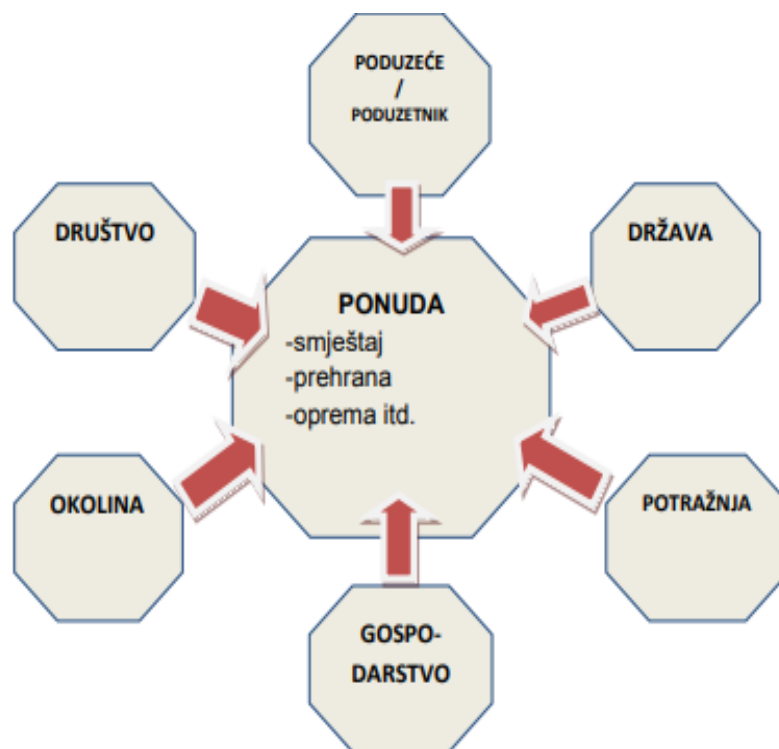 PODUZEĆE
/
PODUZETNIK
DRUŠTVO
DRŽAVA
PONUDA
-smještaj
-prehrana
-oprema itd.
OKOLINA
POTRAŽNJA
GOSPO-
DARSTVO